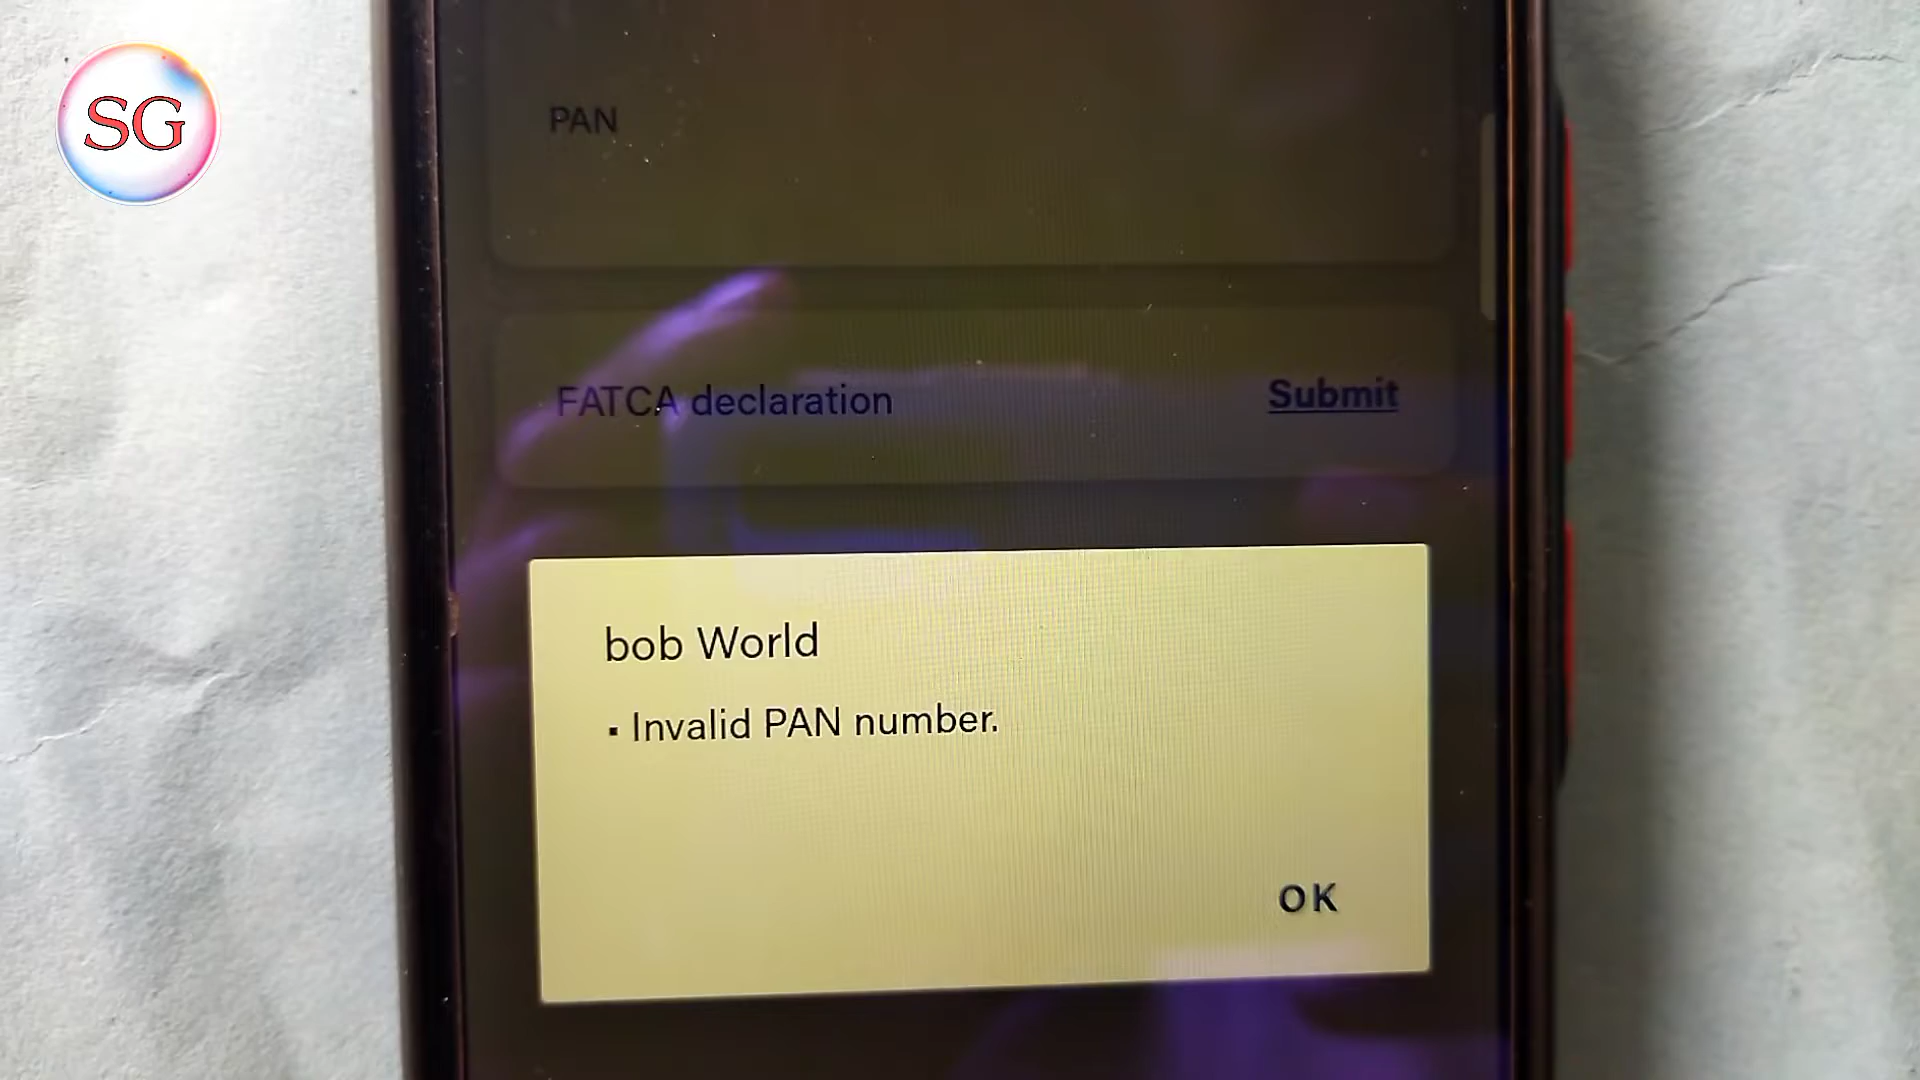 SG
PAN
FATCA declaration Submit
bob World
▪ Invalid PAN number.
OK